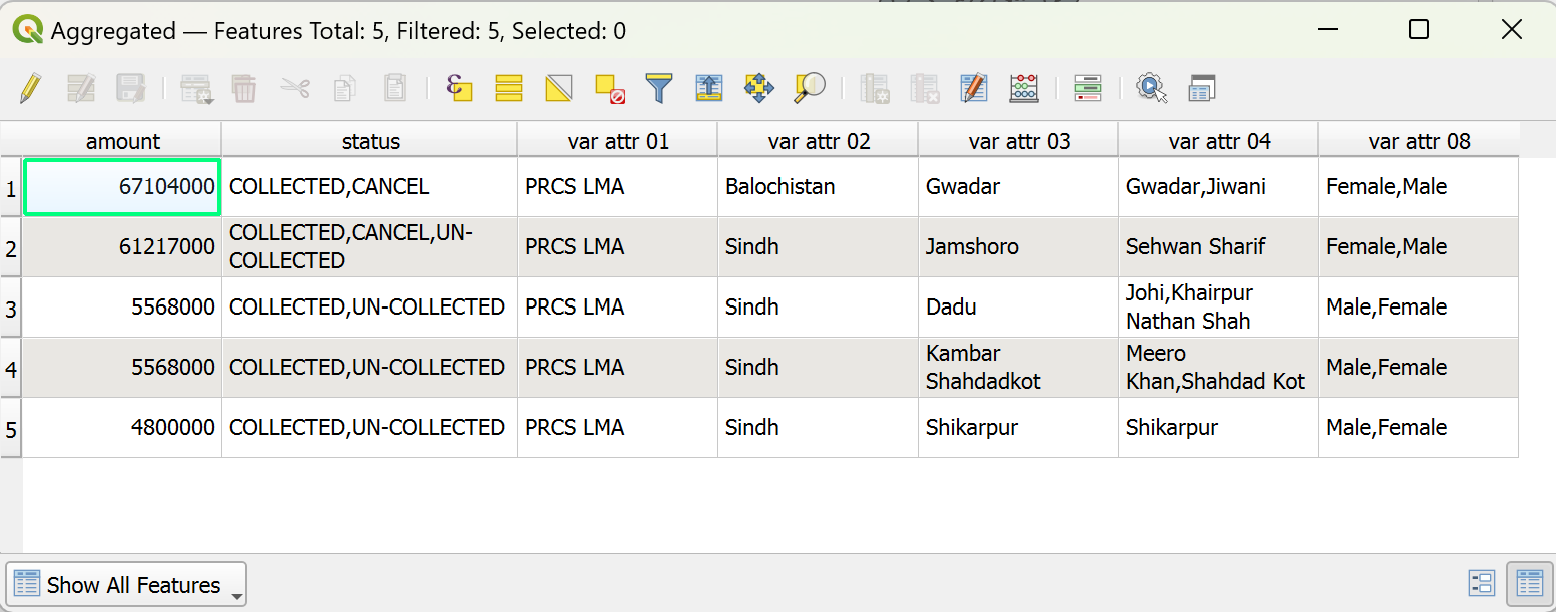 Aggregated — Features Total: 5, Filtered: 5, Selected: 0
amount status var attr 01 var attr 02 var attr 03 var attr 04 var attr 08
1 67104000 COLLECTED,CANCEL PRCS LMA Balochistan Gwadar Gwadar,Jiwani Female,Male
2 61217000 COLLECTED,CANCEL,UN-
COLLECTED PRCS LMA Sindh Jamshoro Sehwan Sharif Female,Male
3 5568000 COLLECTED,UN-COLLECTED PRCS LMA Sindh Dadu Johi,Khairpur
Nathan Shah Male,Female
4 5568000 COLLECTED,UN-COLLECTED PRCS LMA Sindh Kambar
Shahdadkot Meero
Khan,Shahdad Kot Male,Female
5 4800000 COLLECTED,UN-COLLECTED PRCS LMA Sindh Shikarpur Shikarpur Male,Female
Show All Features